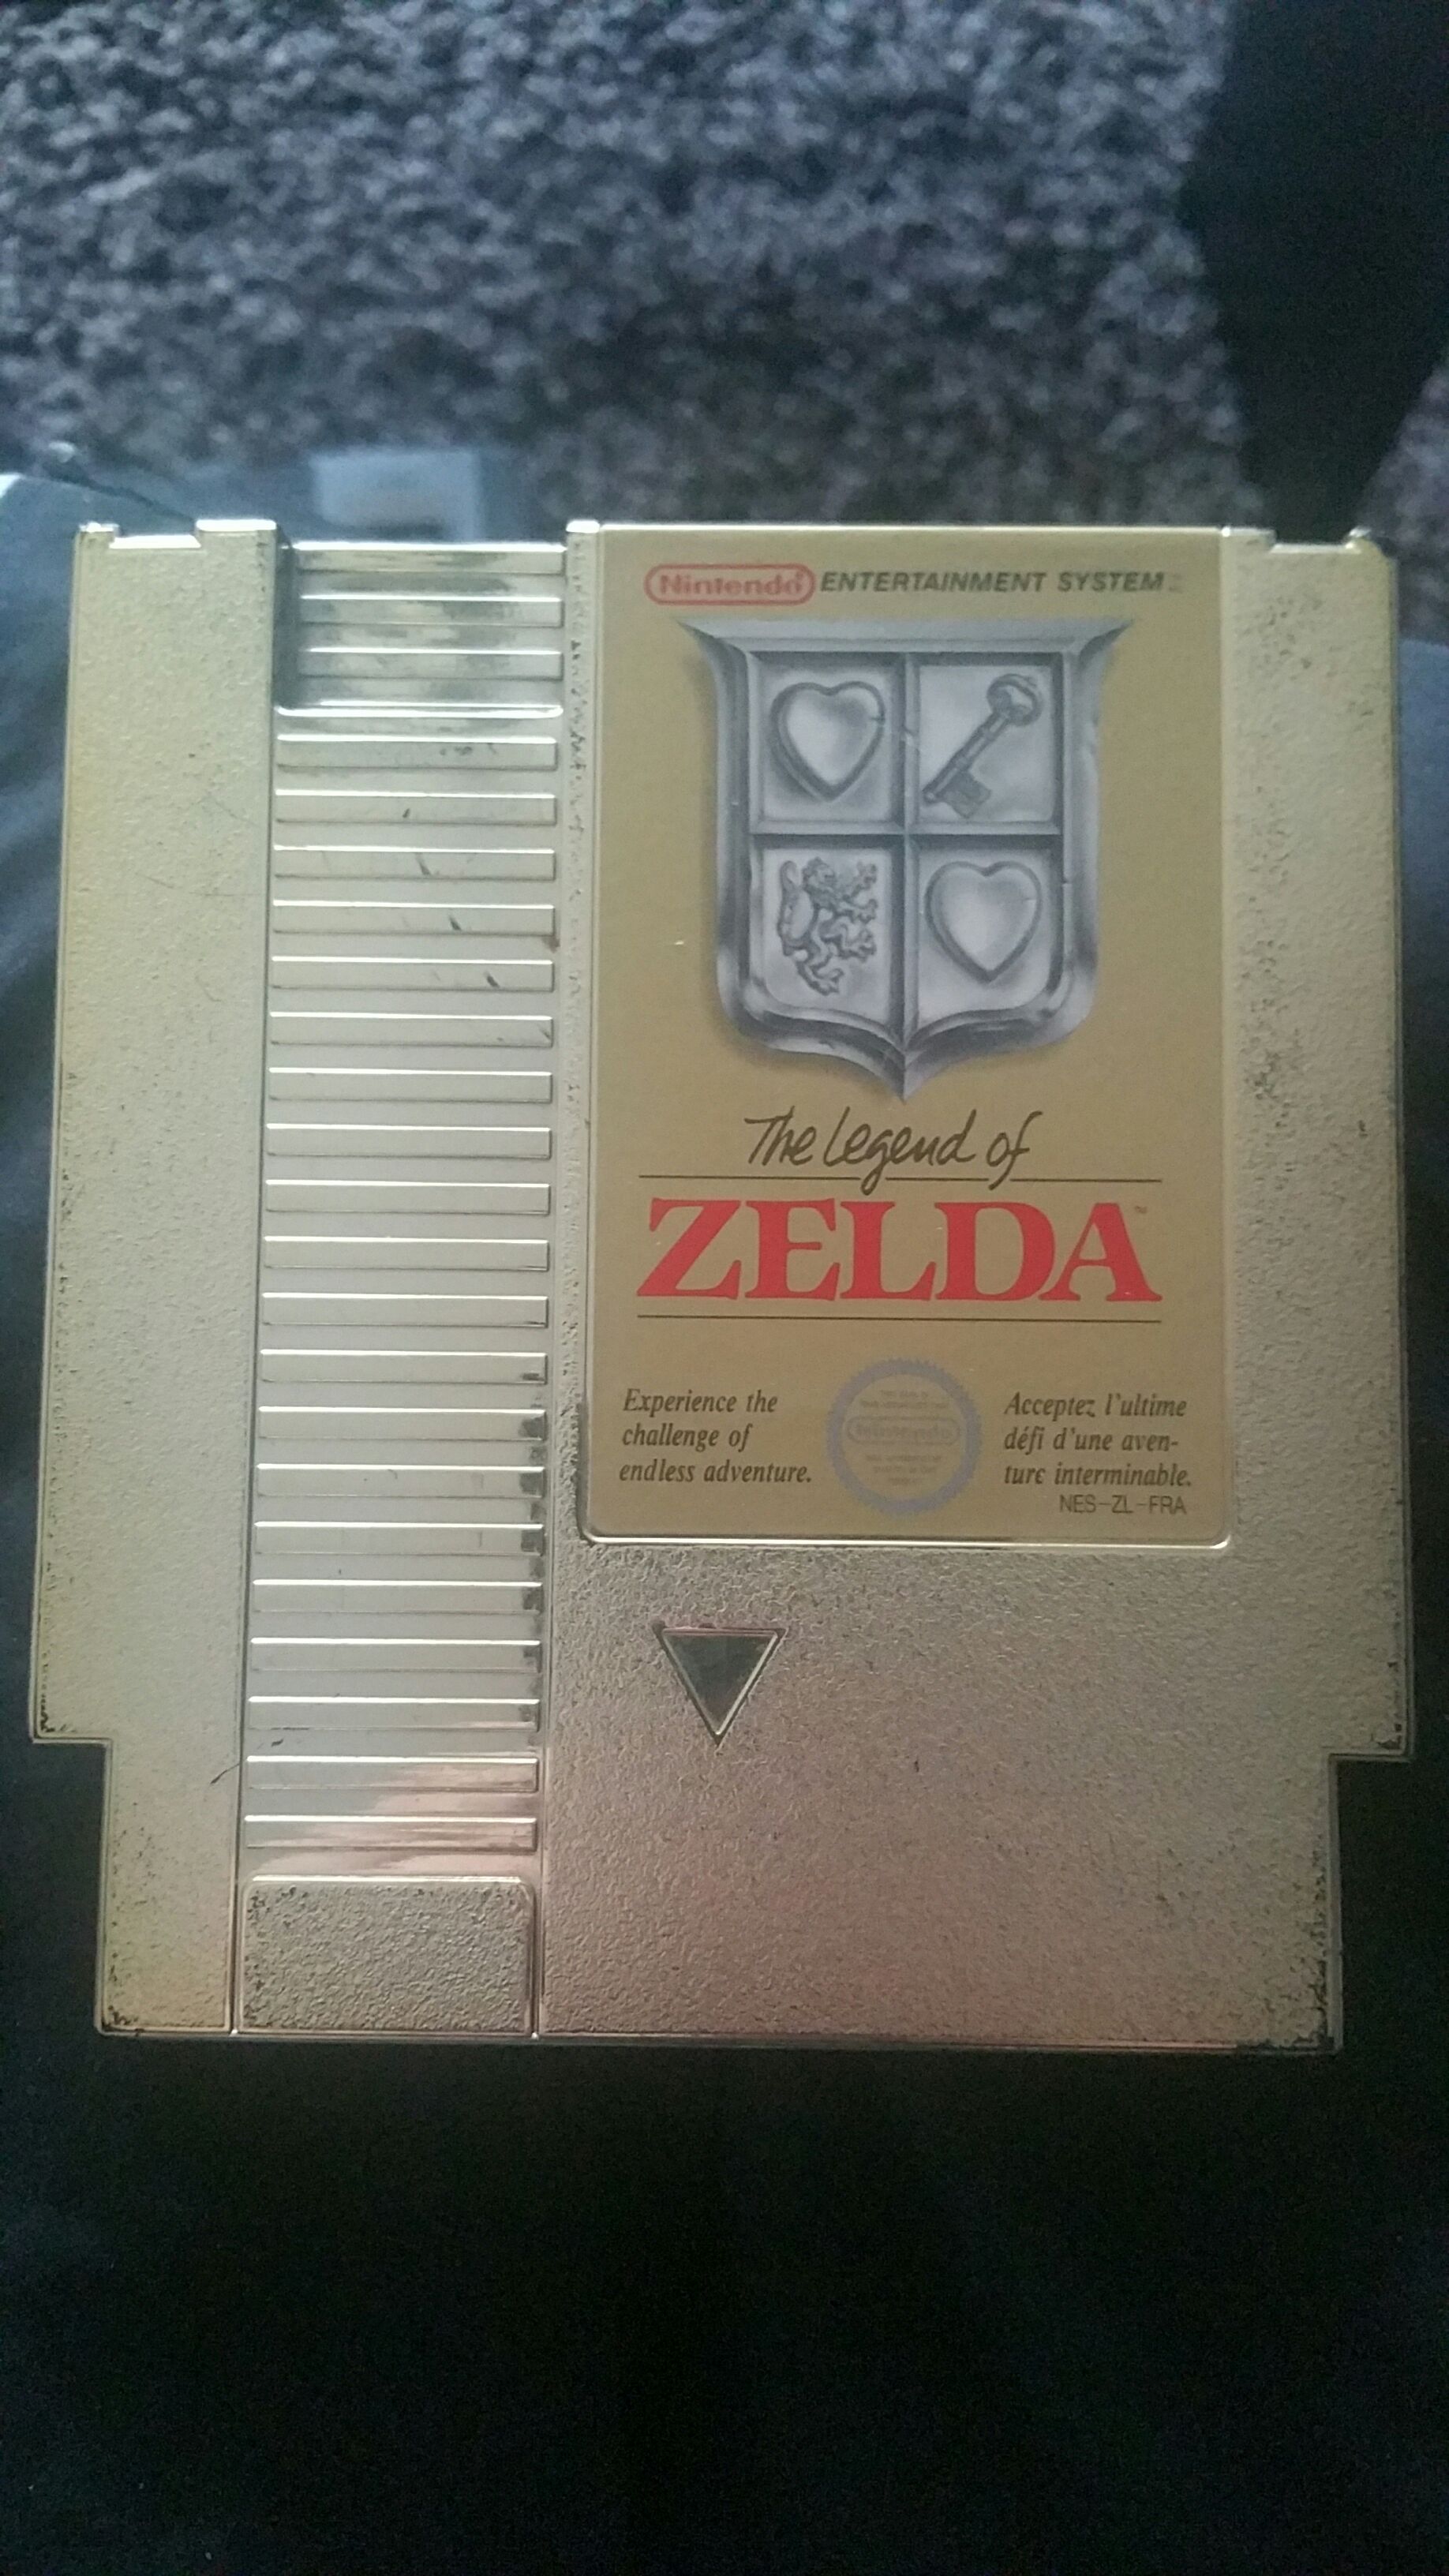 Nintendo® ENTERTAINMENT SYSTEM
The Legend of
ZELDA™
Experience the
challenge of
endless adventure.
Nintendo
Acceptez l'ultime
défi d'une aven-
ture interminable.
NES-ZL-FRA